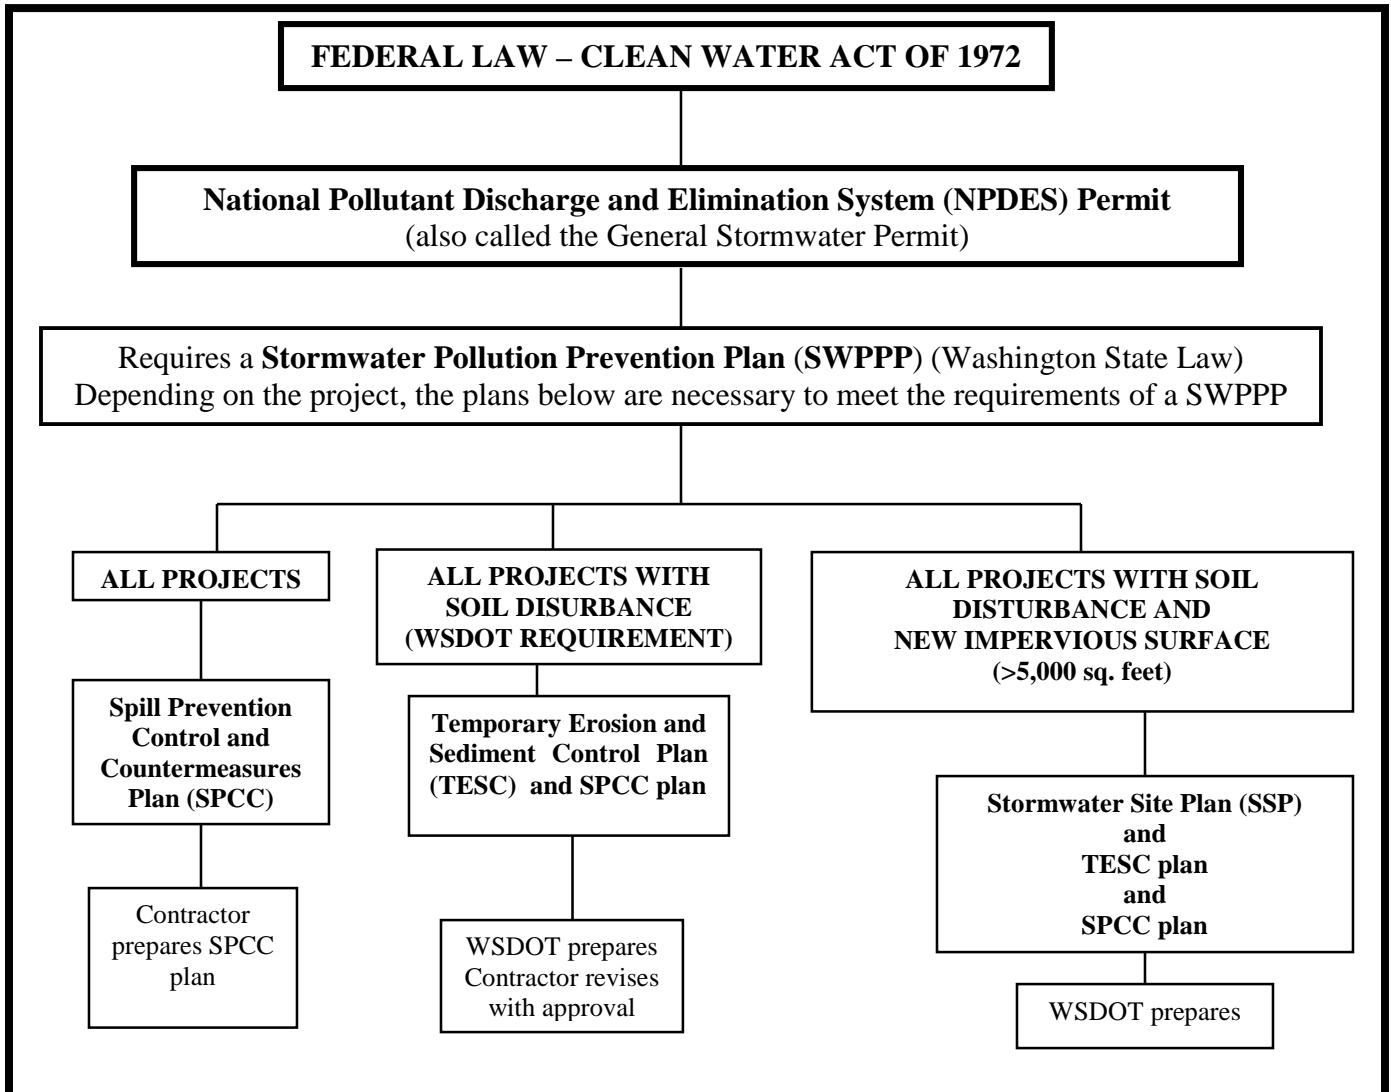 FEDERAL LAW – CLEAN WATER ACT OF 1972
National Pollutant Discharge and Elimination System (NPDES) Permit
(also called the General Stormwater Permit)
Requires a Stormwater Pollution Prevention Plan (SWPPP) (Washington State Law)
Depending on the project, the plans below are necessary to meet the requirements of a SWPPP
ALL PROJECTS
Spill Prevention
Control and
Countermeasures
Plan (SPCC)
Contractor
prepares SPCC
plan
ALL PROJECTS WITH
SOIL DISURBANCE
(WSDOT REQUIREMENT)
Temporary Erosion and
Sediment Control Plan
(TESC) and SPCC plan
WSDOT prepares
Contractor revises
with approval
ALL PROJECTS WITH SOIL
DISTURBANCE AND
NEW IMPERVIOUS SURFACE
(>5,000 sq. feet)
Stormwater Site Plan (SSP)
and
TESC plan
and
SPCC plan
WSDOT prepares